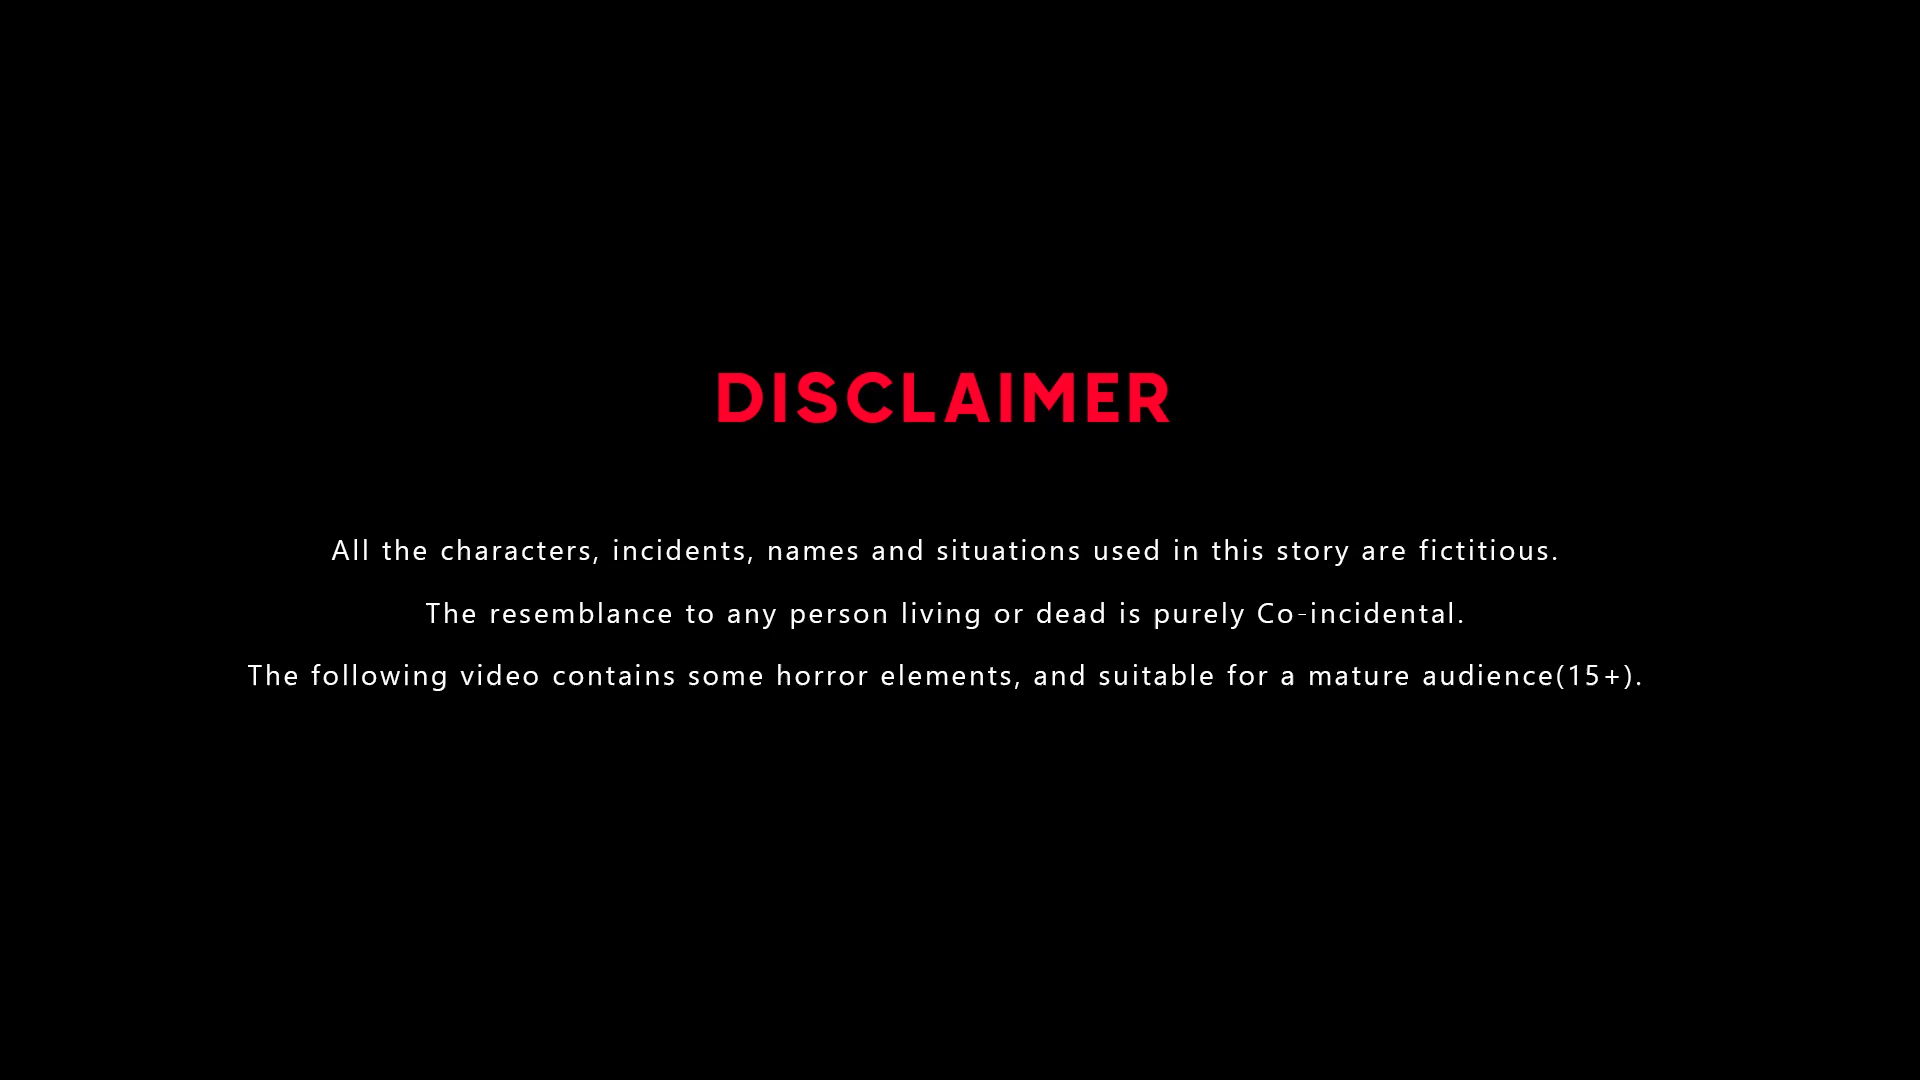 DISCLAIMER
All the characters, incidents, names and situations used in this story are fictitious.
The resemblance to any person living or dead is purely Co-incidental.
The following video contains some horror elements, and suitable for a mature audience(15+).